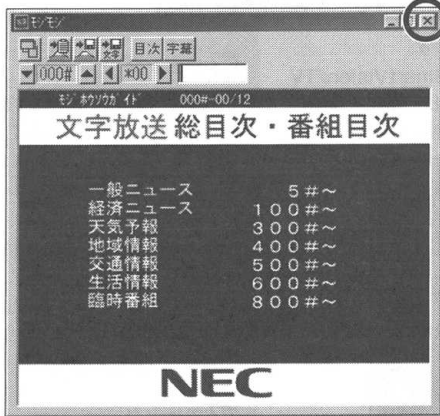 モジモジ
目次 字幕
000# *00
モジ ホウソウガイド 000#-00/12
文字放送 総目次・番組目次
一般ニュース 5#~
経済ニュース 100#~
天気予報 300#~
地域情報 400#~
交通情報 500#~
生活情報 600#~
臨時番組 800#~
NEC